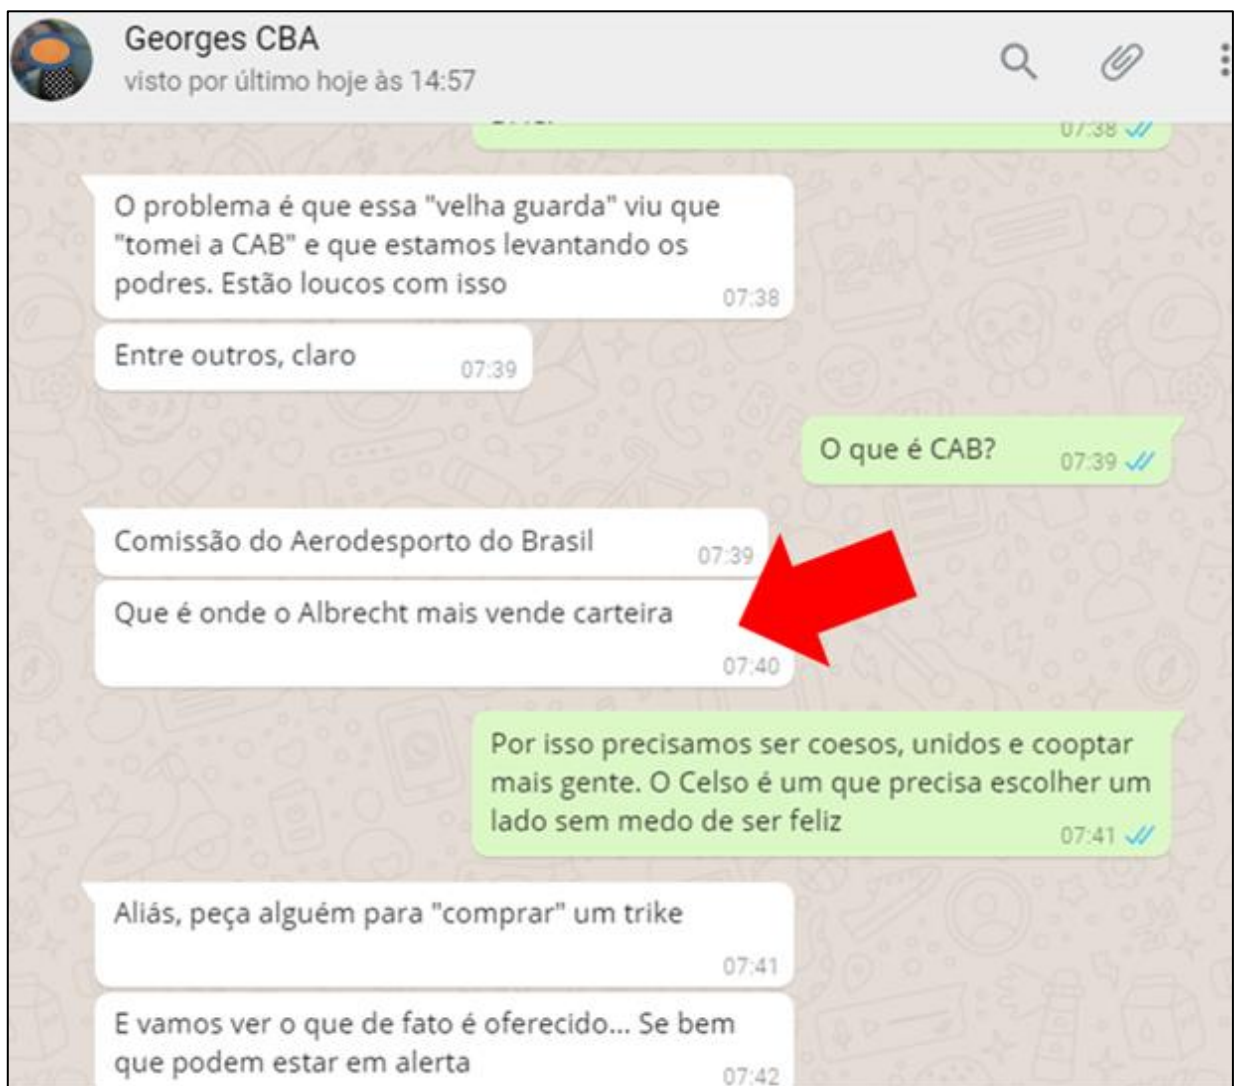 Georges CBA
visto por último hoje às 14:57
07:38
O problema é que essa "velha guarda" viu que
"tomei a CAB" e que estamos levantando os
podres. Estão loucos com isso
07:38
Entre outros, claro
07:39
O que é CAB?
07:39
Comissão do Aerodesporto do Brasil
07:39
Que é onde o Albrecht mais vende carteira
07:40
Por isso precisamos ser coesos, unidos e cooptar
mais gente. O Celso é um que precisa escolher um
lado sem medo de ser feliz
07:41
Aliás, peça alguém para "comprar" um trike
07:41
E vamos ver o que de fato é oferecido... Se bem
que podem estar em alerta
07:42